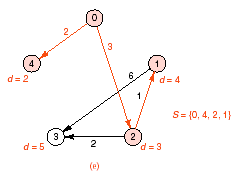 0
2
3
4
1
6
d = 2
d = 4
1
S = {0, 4, 2, 1}
3
2
2
d = 5
d = 3
(e)